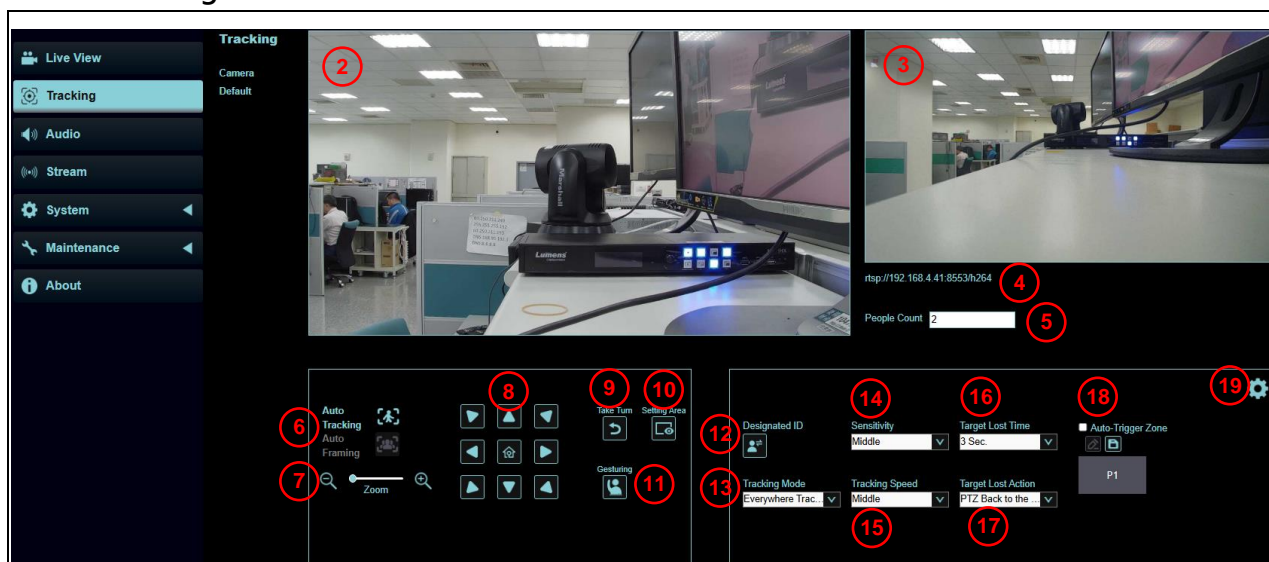 Tracking
Live View
Tracking
Audio
Stream
System
Maintenance
About
Camera
Default
2
Marshall
Lumens
3
rtsp://192.168.4.41:8553/h264
4
People Count
2
5
6
Auto
Tracking
Auto
Framing
7
Zoom
8
9
Take Turn
10
Setting Area
Gesturing
11
12
Designated ID
13
Tracking Mode
Everywhere Trac...
14
Sensitivity
Middle
Tracking Speed
Middle
15
16
Target Lost Time
3 Sec.
Target Lost Action
PTZ Back to the ...
17
18
Auto-Trigger Zone
P1
19